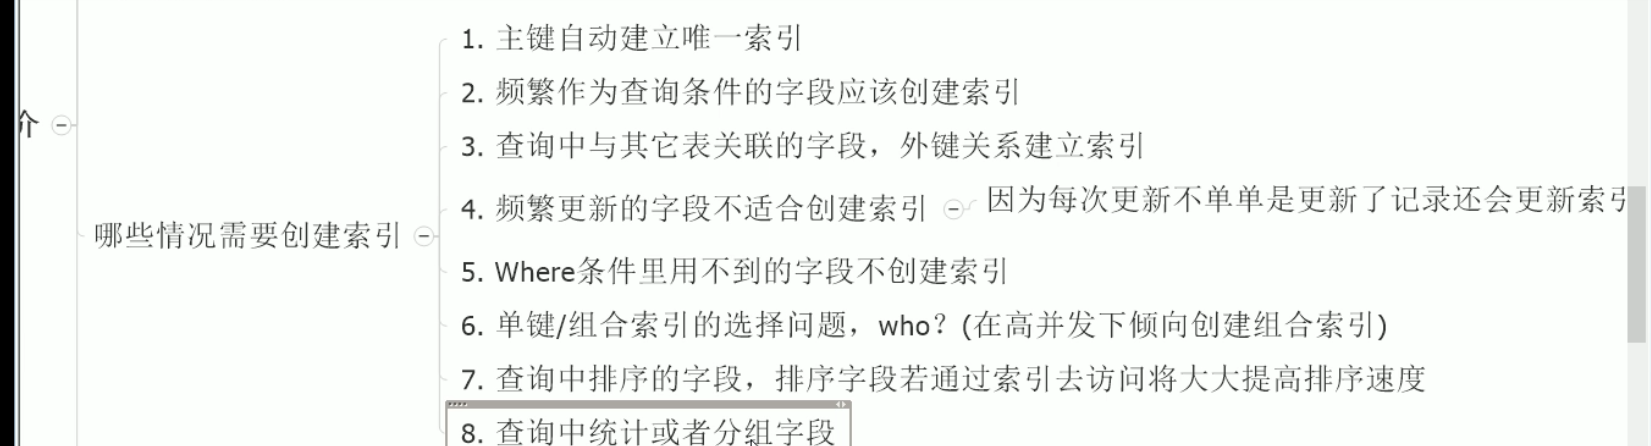 1. 主键自动建立唯一索引
2. 频繁作为查询条件的字段应该创建索引
介
3. 查询中与其它表关联的字段，外键关系建立索引
4. 频繁更新的字段不适合创建索引
因为每次更新不单单是更新了记录还会更新索引
哪些情况需要创建索引
5. Where条件里用不到的字段不创建索引
6. 单键/组合索引的选择问题，who？(在高并发下倾向创建组合索引)
7. 查询中排序的字段，排序字段若通过索引去访问将大大提高排序速度
8. 查询中统计或者分组字段